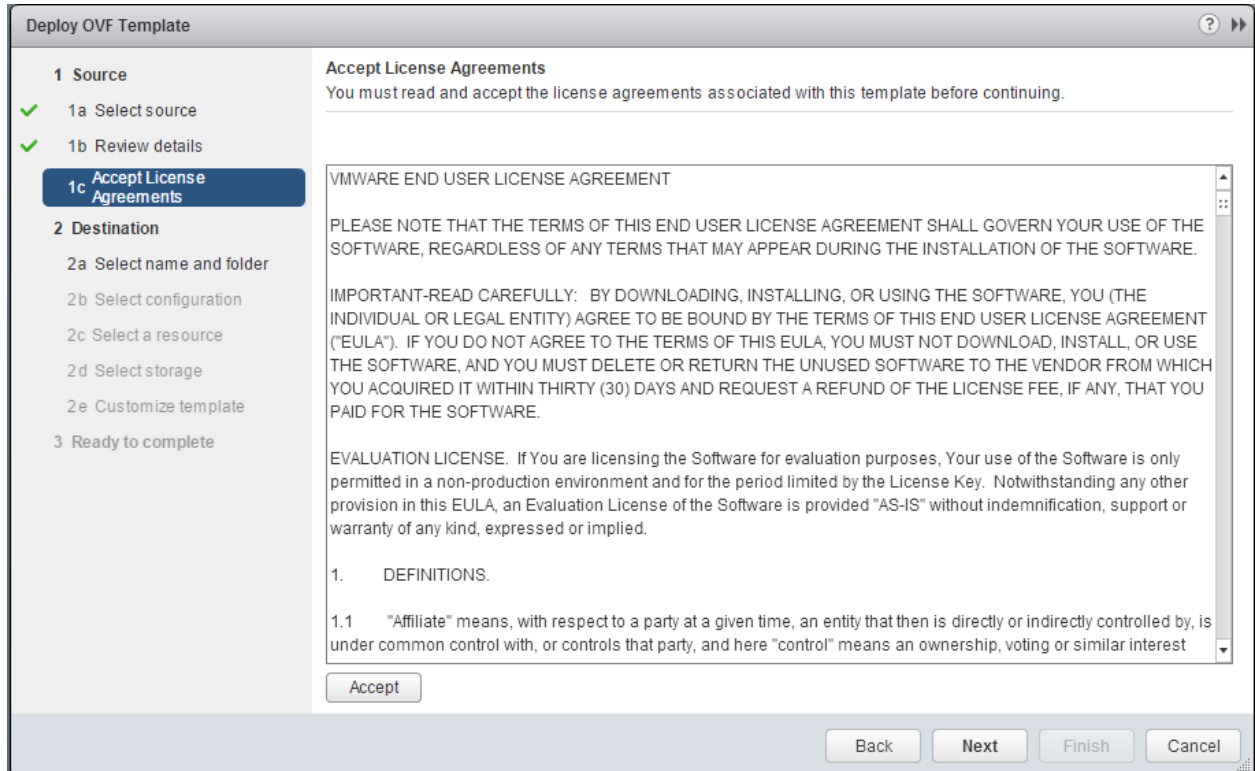 Deploy OVF Template
1 Source
1a Select source
1b Review details
1c Accept License
Agreements
2 Destination
2a Select name and folder
2b Select configuration
2c Select a resource
2d Select storage
2e Customize template
3 Ready to complete
Accept License Agreements
You must read and accept the license agreements associated with this template before continuing.
VMWARE END USER LICENSE AGREEMENT
PLEASE NOTE THAT THE TERMS OF THIS END USER LICENSE AGREEMENT SHALL GOVERN YOUR USE OF THE
SOFTWARE, REGARDLESS OF ANY TERMS THAT MAY APPEAR DURING THE INSTALLATION OF THE SOFTWARE.
IMPORTANT-READ CAREFULLY: BY DOWNLOADING, INSTALLING, OR USING THE SOFTWARE, YOU (THE
INDIVIDUAL OR LEGAL ENTITY) AGREE TO BE BOUND BY THE TERMS OF THIS END USER LICENSE AGREEMENT
("EULA"). IF YOU DO NOT AGREE TO THE TERMS OF THIS EULA, YOU MUST NOT DOWNLOAD, INSTALL, OR USE
THE SOFTWARE, AND YOU MUST DELETE OR RETURN THE UNUSED SOFTWARE TO THE VENDOR FROM WHICH
YOU ACQUIRED IT WITHIN THIRTY (30) DAYS AND REQUEST A REFUND OF THE LICENSE FEE, IF ANY, THAT YOU
PAID FOR THE SOFTWARE.
EVALUATION LICENSE. If You are licensing the Software for evaluation purposes, Your use of the Software is only
permitted in a non-production environment and for the period limited by the License Key. Notwithstanding any other
provision in this EULA, an Evaluation License of the Software is provided "AS-IS" without indemnification, support or
warranty of any kind, expressed or implied.
1. DEFINITIONS.
1.1 "Affiliate" means, with respect to a party at a given time, an entity that then is directly or indirectly controlled by, is
under common control with, or controls that party, and here "control" means an ownership, voting or similar interest
Accept
Back
Next
Finish
Cancel